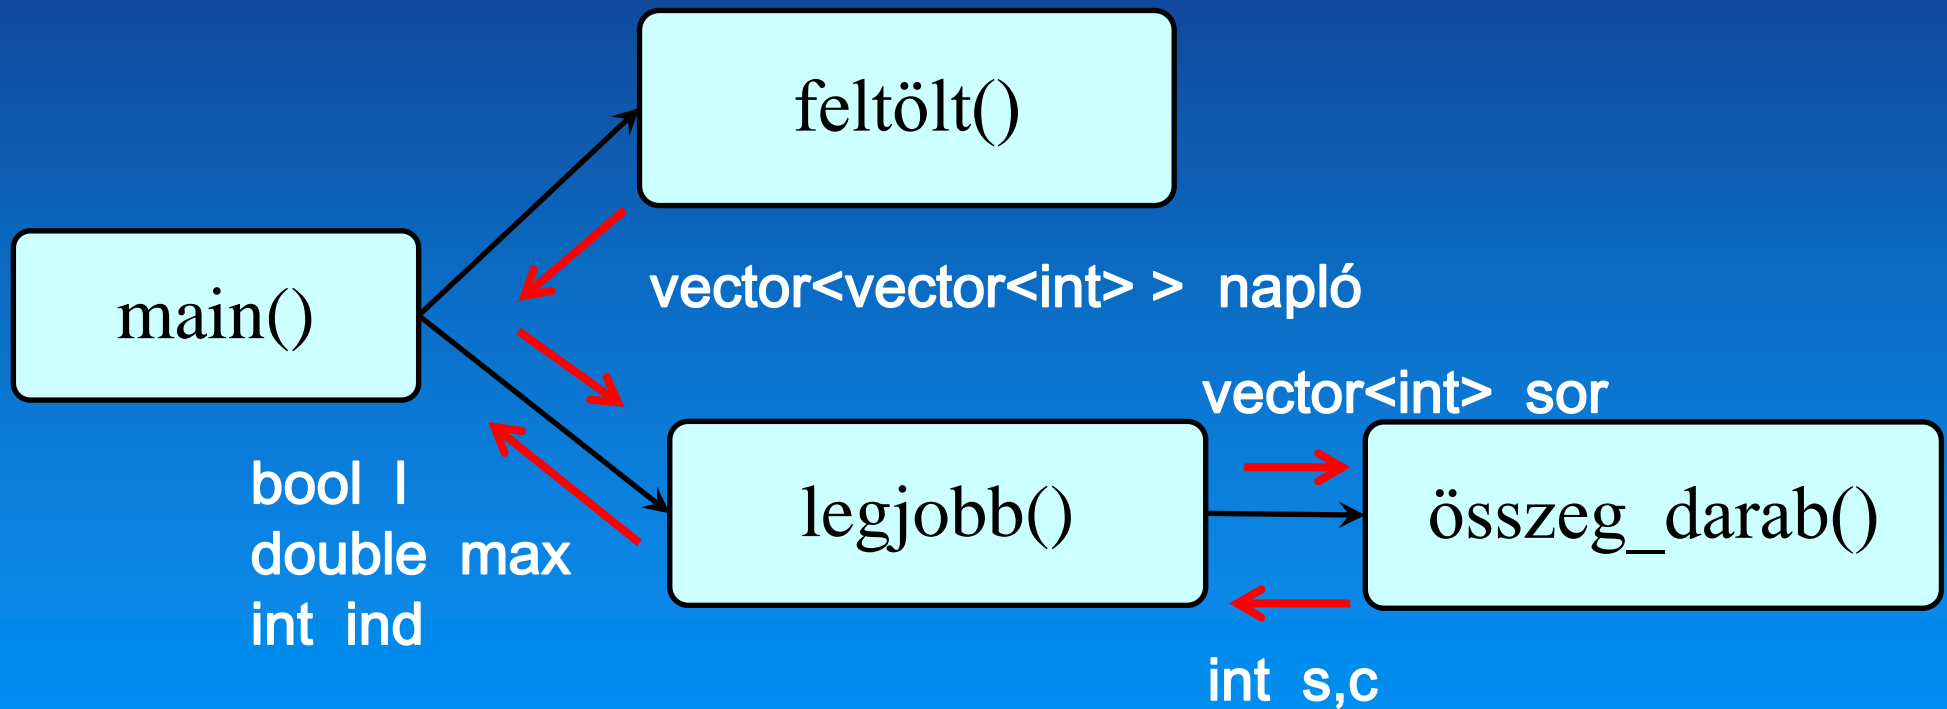 feltölt()
main()
vector<vector<int> > napló
vector<int> sor
bool l
double max
int ind
legjobb()
összeg_darab()
int s,c